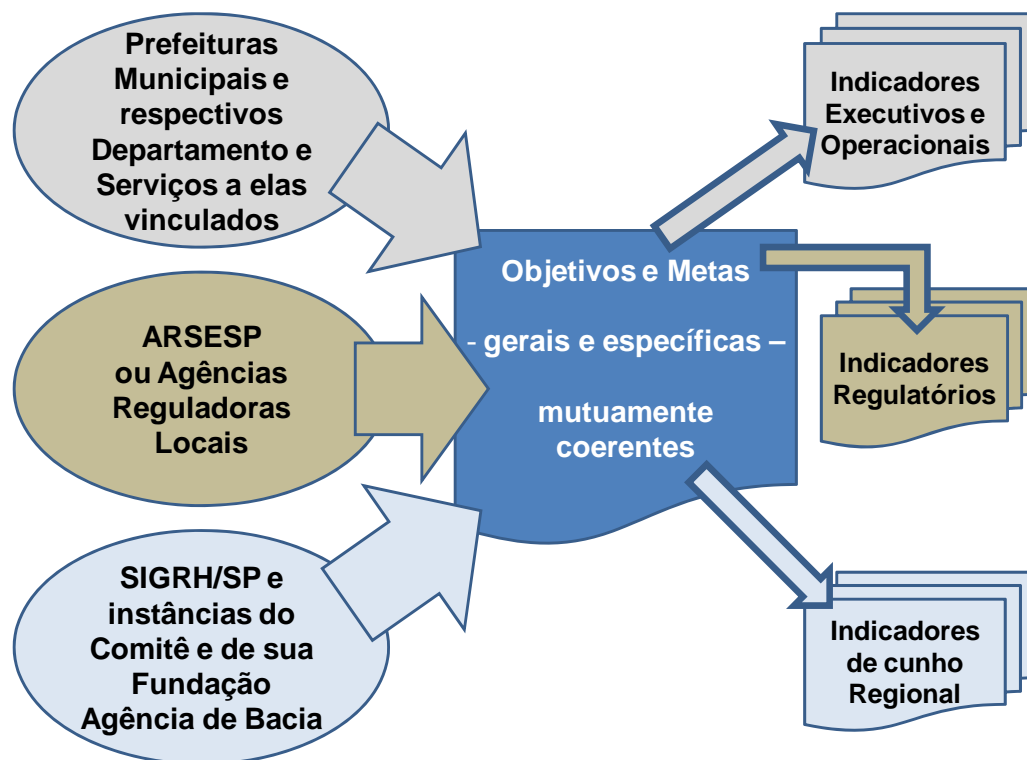 Prefeituras
Municipais e
respectivos
Departamento e
Serviços a elas
vinculados
ARSESP
ou Agências
Reguladoras
Locais
SIGRH/SP e
instâncias do
Comitê e de sua
Fundação
Agência de Bacia
Objetivos e Metas
- gerais e específicas –
mutuamente
coerentes
Indicadores
Executivos e
Operacionais
Indicadores
Regulatórios
Indicadores
de cunho
Regional